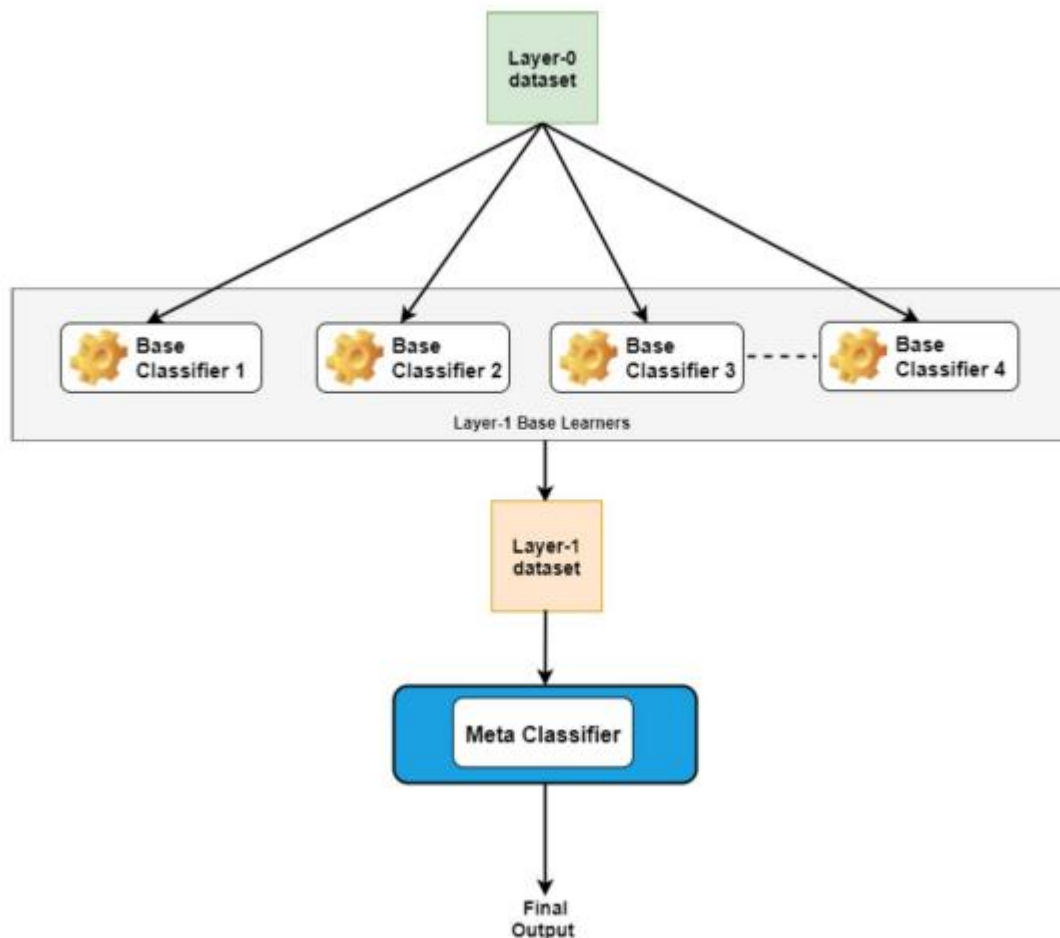 Layer-0
dataset
Base
Classifier 1
Base
Classifier 2
Base
Classifier 3
Base
Classifier 4
Layer-1 Base Learners
Layer-1
dataset
Meta Classifier
Final
Output